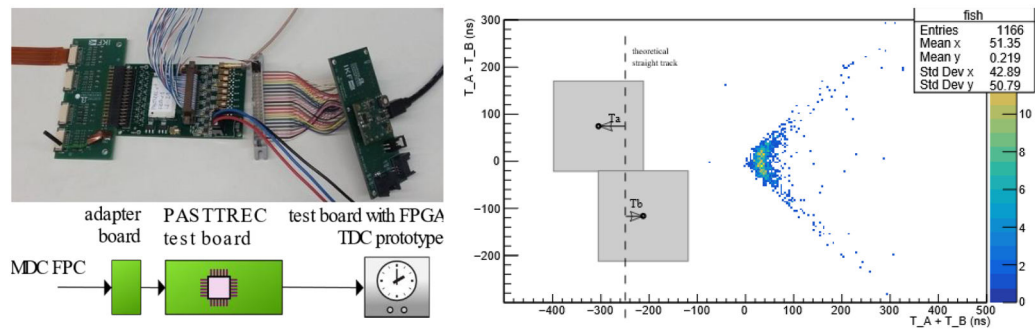 adapter
board
PASTTREC
test board
test board with FPGA
TDC prototype
MDC FPC
T_A - T_B (ns)
300
200
100
0
−100
−200
theoretical
straight track
Ta
Tb
−400 −300 −200 −100 0 100 200 300 400 500
T_A + T_B (ns)
fish
Entries 1166
Mean x 51.35
Mean y 0.219
Std Dev x 42.89
Std Dev y 50.79
10
8
6
4
2
0